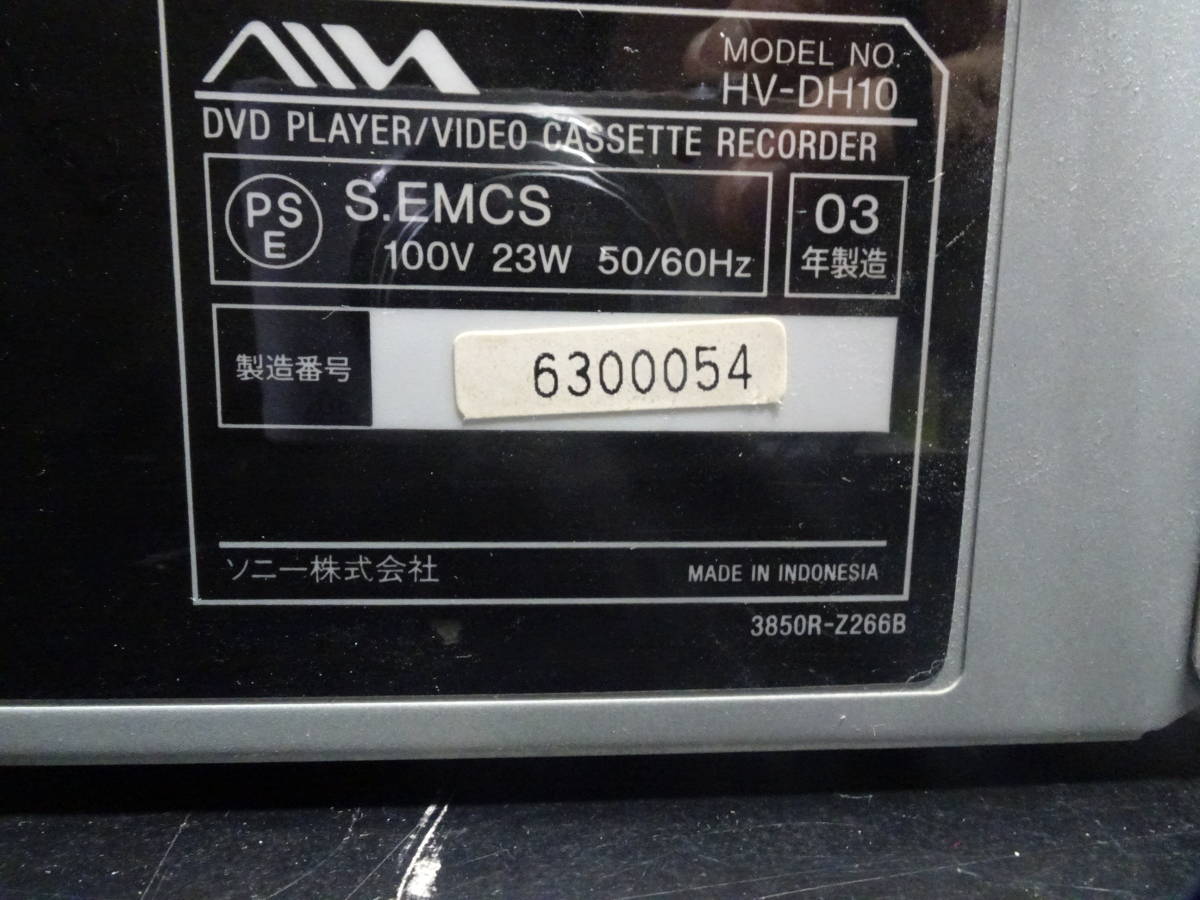 AIWA
MODEL NO.
HV-DH10
DVD PLAYER/VIDEO CASSETTE RECORDER
PS
E
S.EMCS
100V 23W 50/60Hz
03
年製造
製造番号
6300054
ソニー株式会社
MADE IN INDONESIA
3850R-Z266B